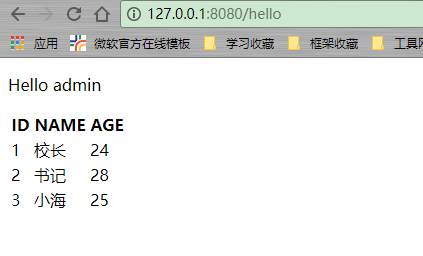 127.0.0.1:8080/hello
应用 微软官方在线模板 学习收藏 框架收藏 工具网
Hello admin
ID NAME AGE
1 校长 24
2 书记 28
3 小海 25